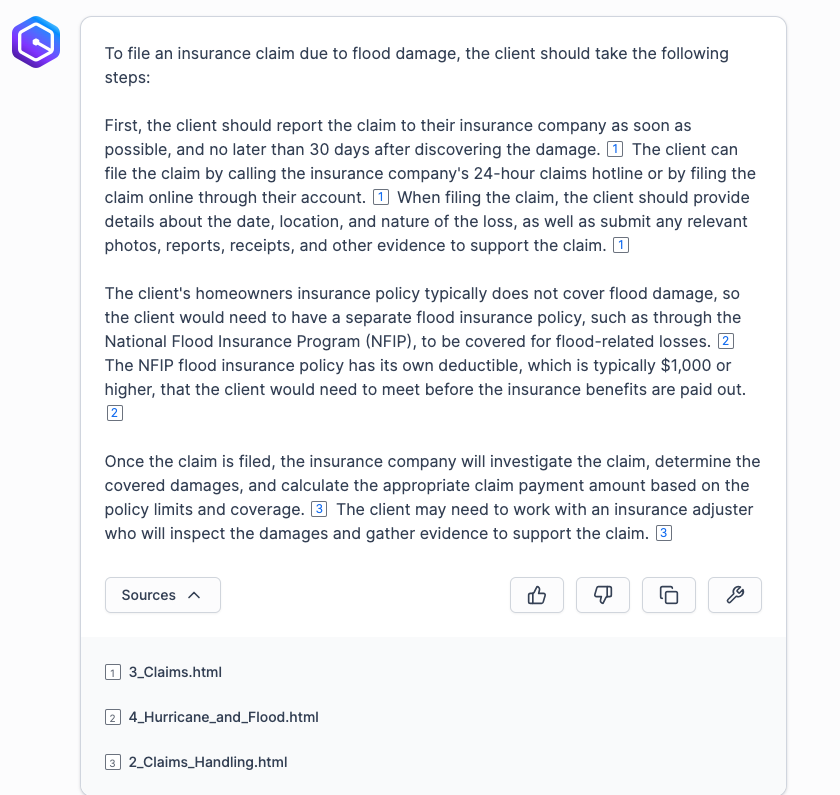 To file an insurance claim due to flood damage, the client should take the following
steps:
First, the client should report the claim to their insurance company as soon as
possible, and no later than 30 days after discovering the damage. 1 The client can
file the claim by calling the insurance company's 24-hour claims hotline or by filing the
claim online through their account. 1 When filing the claim, the client should provide
details about the date, location, and nature of the loss, as well as submit any relevant
photos, reports, receipts, and other evidence to support the claim. 1
The client's homeowners insurance policy typically does not cover flood damage, so
the client would need to have a separate flood insurance policy, such as through the
National Flood Insurance Program (NFIP), to be covered for flood-related losses. 2
The NFIP flood insurance policy has its own deductible, which is typically $1,000 or
higher, that the client would need to meet before the insurance benefits are paid out.
2
Once the claim is filed, the insurance company will investigate the claim, determine the
covered damages, and calculate the appropriate claim payment amount based on the
policy limits and coverage. 3 The client may need to work with an insurance adjuster
who will inspect the damages and gather evidence to support the claim. 3
Sources
1 3_Claims.html
2 4_Hurricane_and_Flood.html
3 2_Claims_Handling.html